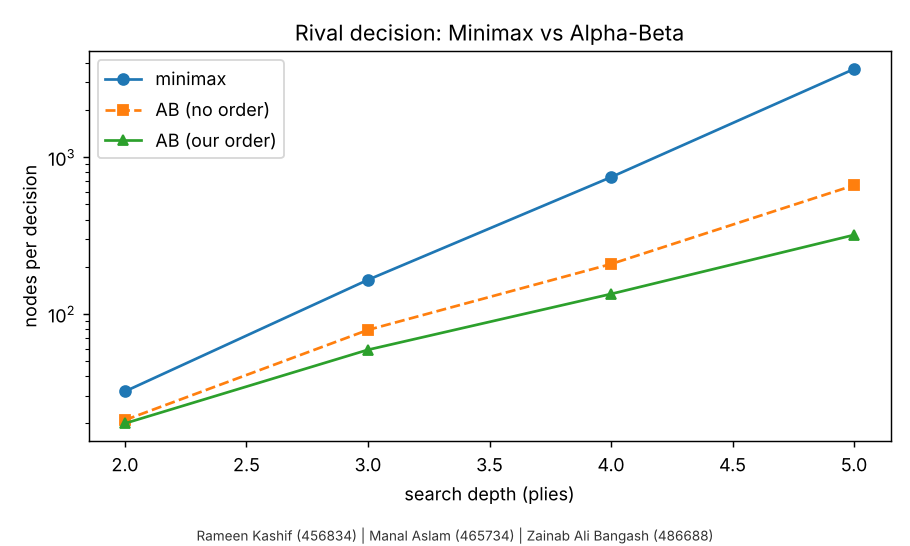 Rival decision: Minimax vs Alpha-Beta
minimax
AB (no order)
AB (our order)
nodes per decision
10³
10²
2.0 2.5 3.0 3.5 4.0 4.5 5.0
search depth (plies)
Rameen Kashif (456834) | Manal Aslam (465734) | Zainab Ali Bangash (486688)